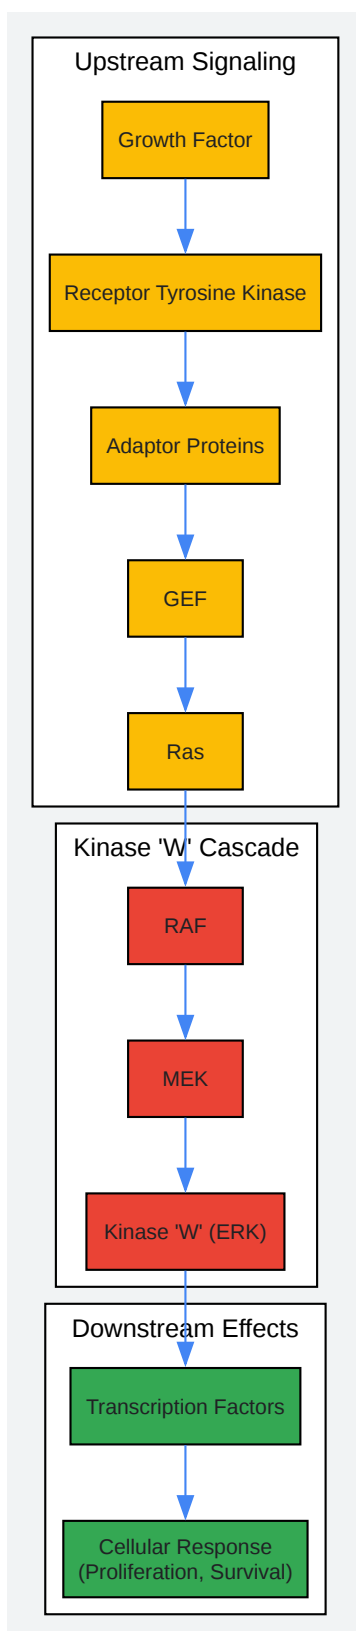 Upstream Signaling
Growth Factor
Receptor Tyrosine Kinase
Adaptor Proteins
GEF
Ras
Kinase 'W' Cascade
RAF
MEK
Kinase 'W' (ERK)
Downstream Effects
Transcription Factors
Cellular Response
(Proliferation, Survival)